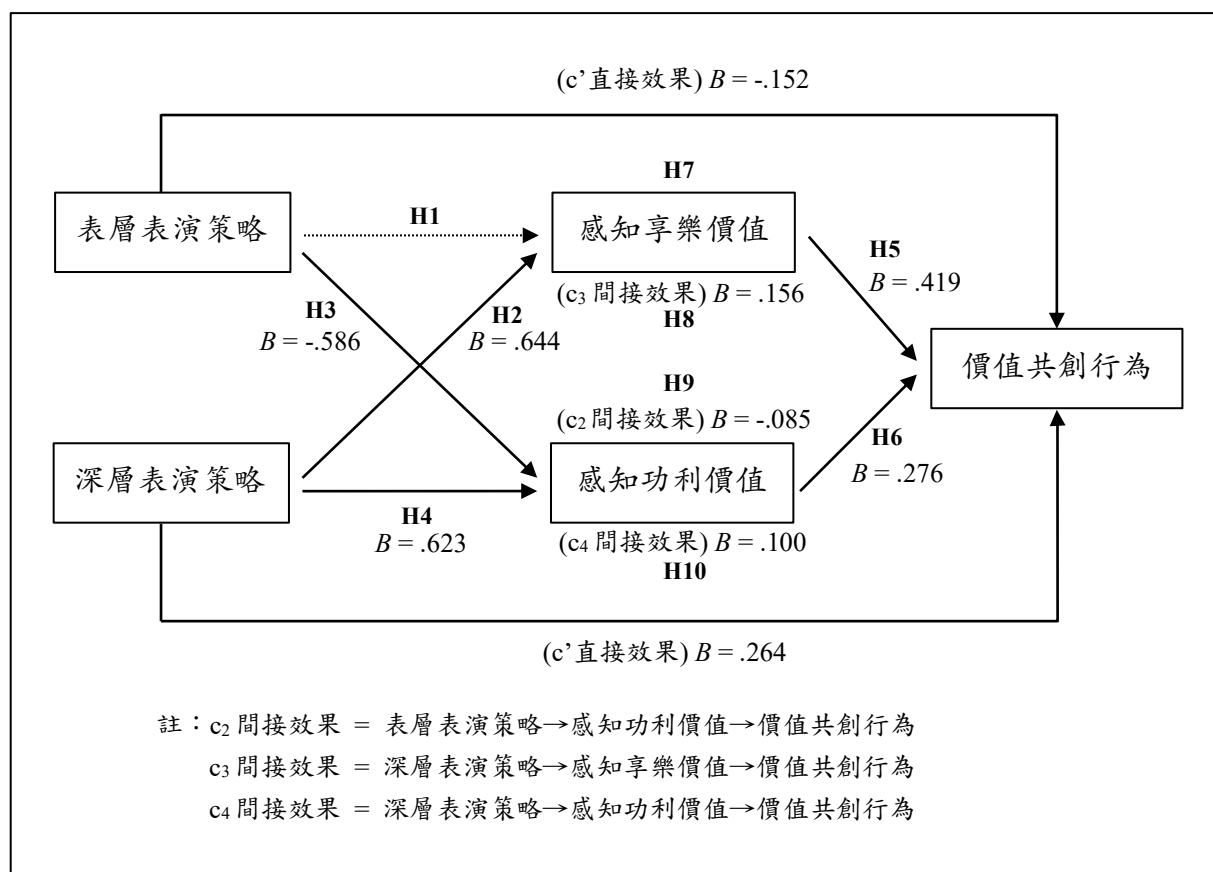 (c’直接效果) B = -.152
H7
表層表演策略
H1
感知享樂價值
H5
B = .419
(c3 間接效果) B = .156
H8
H3
B = -.586
H2
B = .644
價值共創行為
H9
(c2 間接效果) B = -.085
H6
B = .276
深層表演策略
H4
B = .623
感知功利價值
(c4 間接效果) B = .100
H10
(c’直接效果) B = .264
註：c2 間接效果 = 表層表演策略→感知功利價值→價值共創行為
c3 間接效果 = 深層表演策略→感知享樂價值→價值共創行為
c4 間接效果 = 深層表演策略→感知功利價值→價值共創行為